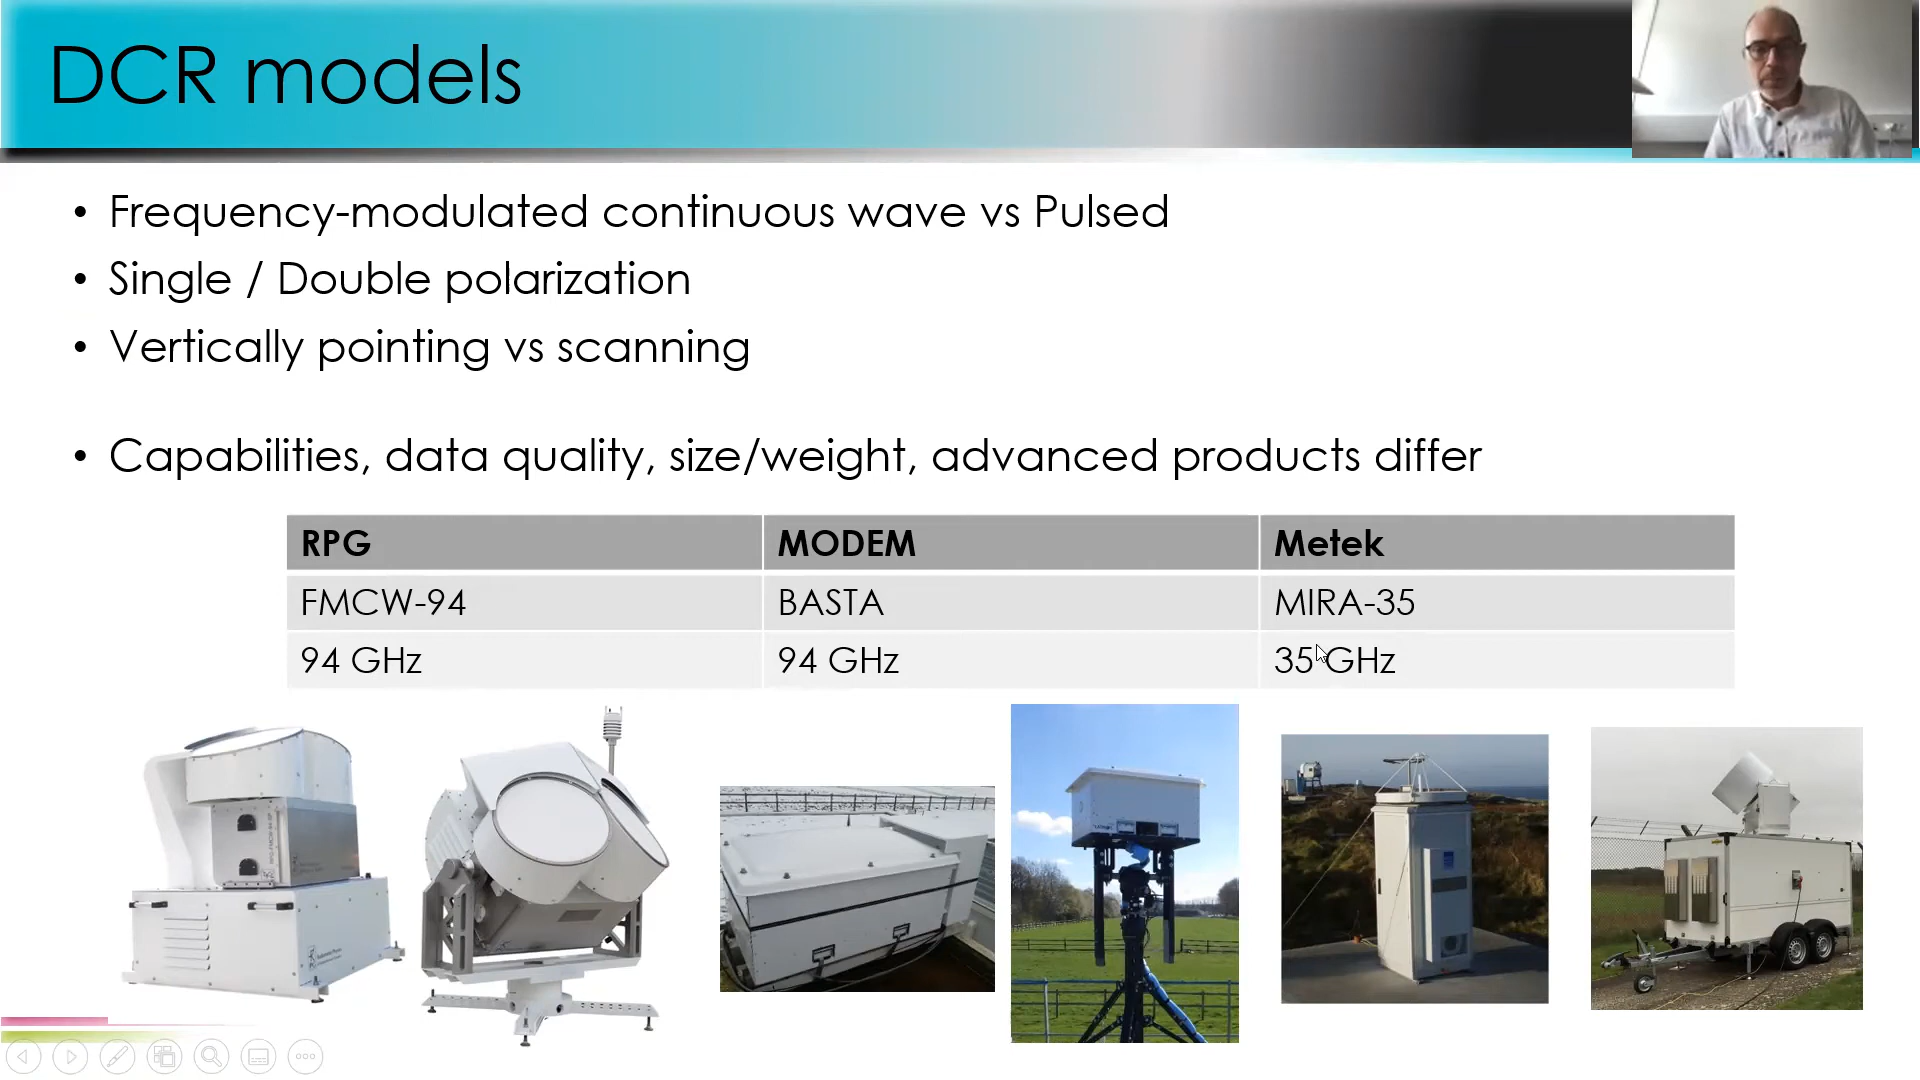 DCR models
• Frequency-modulated continuous wave vs Pulsed
• Single / Double polarization
• Vertically pointing vs scanning
• Capabilities, data quality, size/weight, advanced products differ
RPG MODEM Metek
FMCW-94 BASTA MIRA-35
94 GHz 94 GHz 35 GHz